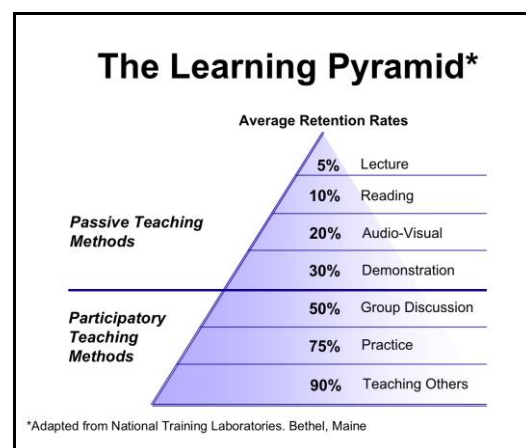 The Learning Pyramid*
Average Retention Rates
5% Lecture
10% Reading
20% Audio-Visual
30% Demonstration
Passive Teaching
Methods
50% Group Discussion
75% Practice
90% Teaching Others
Participatory
Teaching
Methods
*Adapted from National Training Laboratories. Bethel, Maine